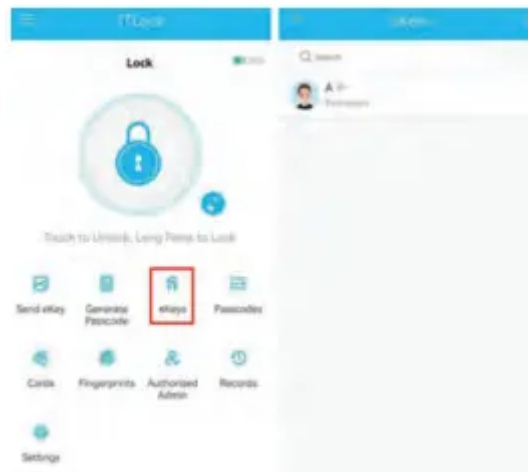 TTLock
Lock
Touch to Unlock, Long Press to Lock
Send eKey
Generate
Passcode
eKeys
Passcodes
Cards
Fingerprints
Authorized
Admin
Records
Settings
Search
A